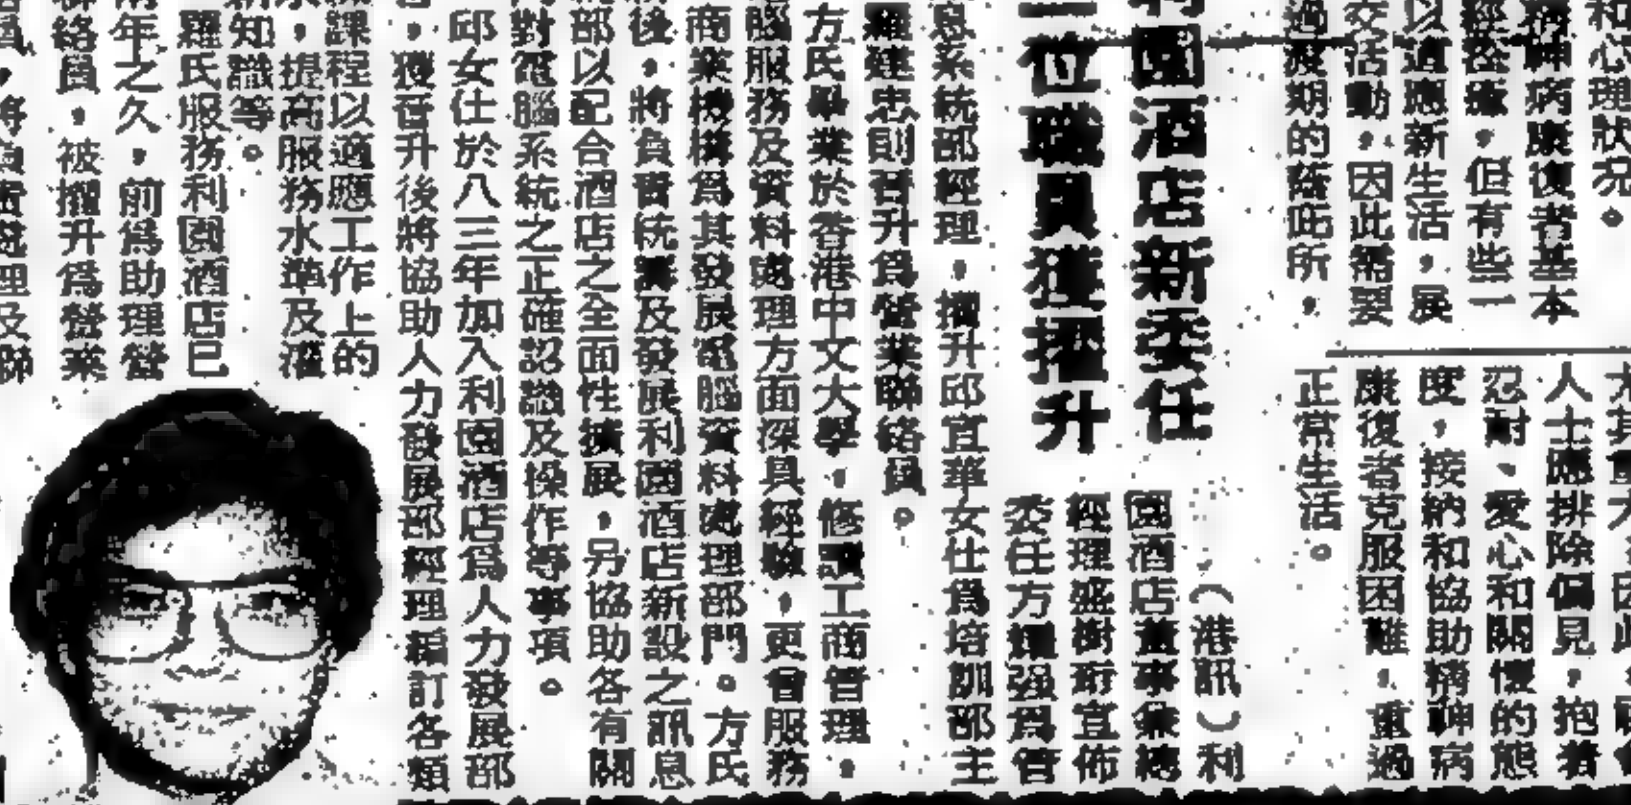 和心理狀況。
精神病康復者基本
經痊癒，但有些一
以適應新生活，展
交活動，因此需要
過渡期的庇所，
其重大
人士應排除偏見，抱着
忍耐、愛心和關懷的態
度，接納和協助精神病
康復者克服困難，重過
正常生活。
利園酒店新委任
位職員獲擢升
（港訊）利
園酒店董事兼總
經理盛樹珩宣佈
委任方强爲管
息系統部經理，擢升邱宜華女仕爲培訓部主
羅建忠則晉升爲營業聯絡員。
方氏畢業於香港中文大學，修讀工商管理，
腦服務及資料處理方面深具經驗，更曾服務
商業機構爲其發展電腦資料處理部門。方氏
後，將負責統籌及發展利園酒店新設之訊息
部以配合酒店之全面性擴展，另協助各有關
對電腦系統之正確認識及操作等事項。
邱女仕於八三年加入利園酒店爲人力發展部
，獲晉升後將協助人力發展部經理編訂各類
課程以適應工作上的
，提高服務水準及灌
新知識等。
羅氏服務利園酒店已
兩年之久，前爲助理營
聯絡員，被擢升爲營業
，將負責處理及聯